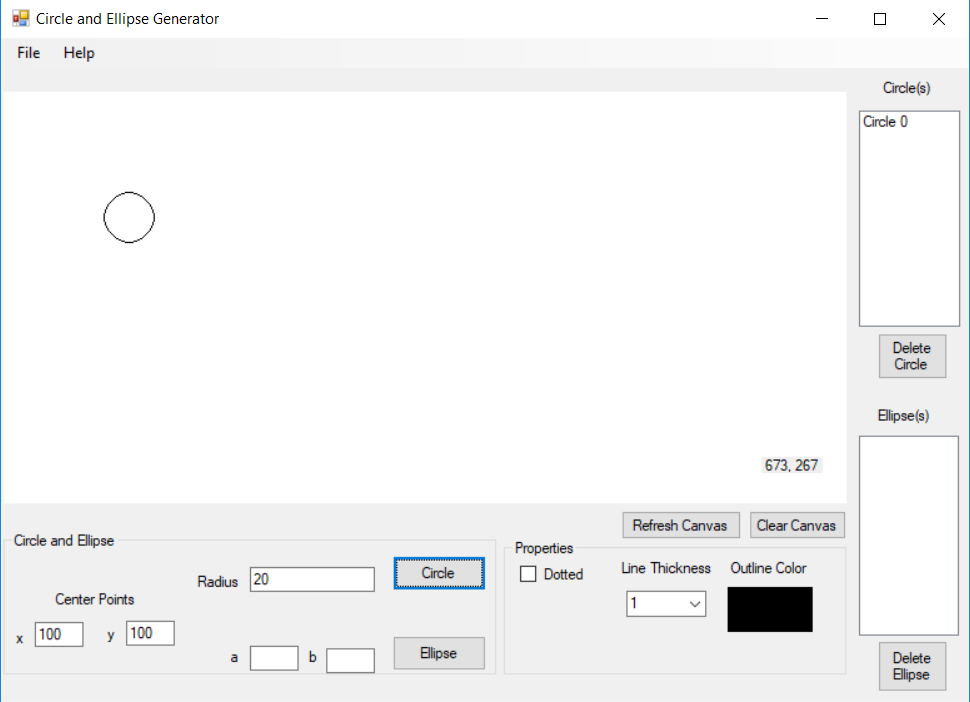 Circle and Ellipse Generator
File Help
Circle(s)
Circle 0
Delete
Circle
Ellipse(s)
673, 267
Refresh Canvas Clear Canvas
Circle and Ellipse
Properties
Radius 20 Circle
Dotted Line Thickness Outline Color
Center Points
1
x 100 y 100
a b Ellipse
Delete
Ellipse